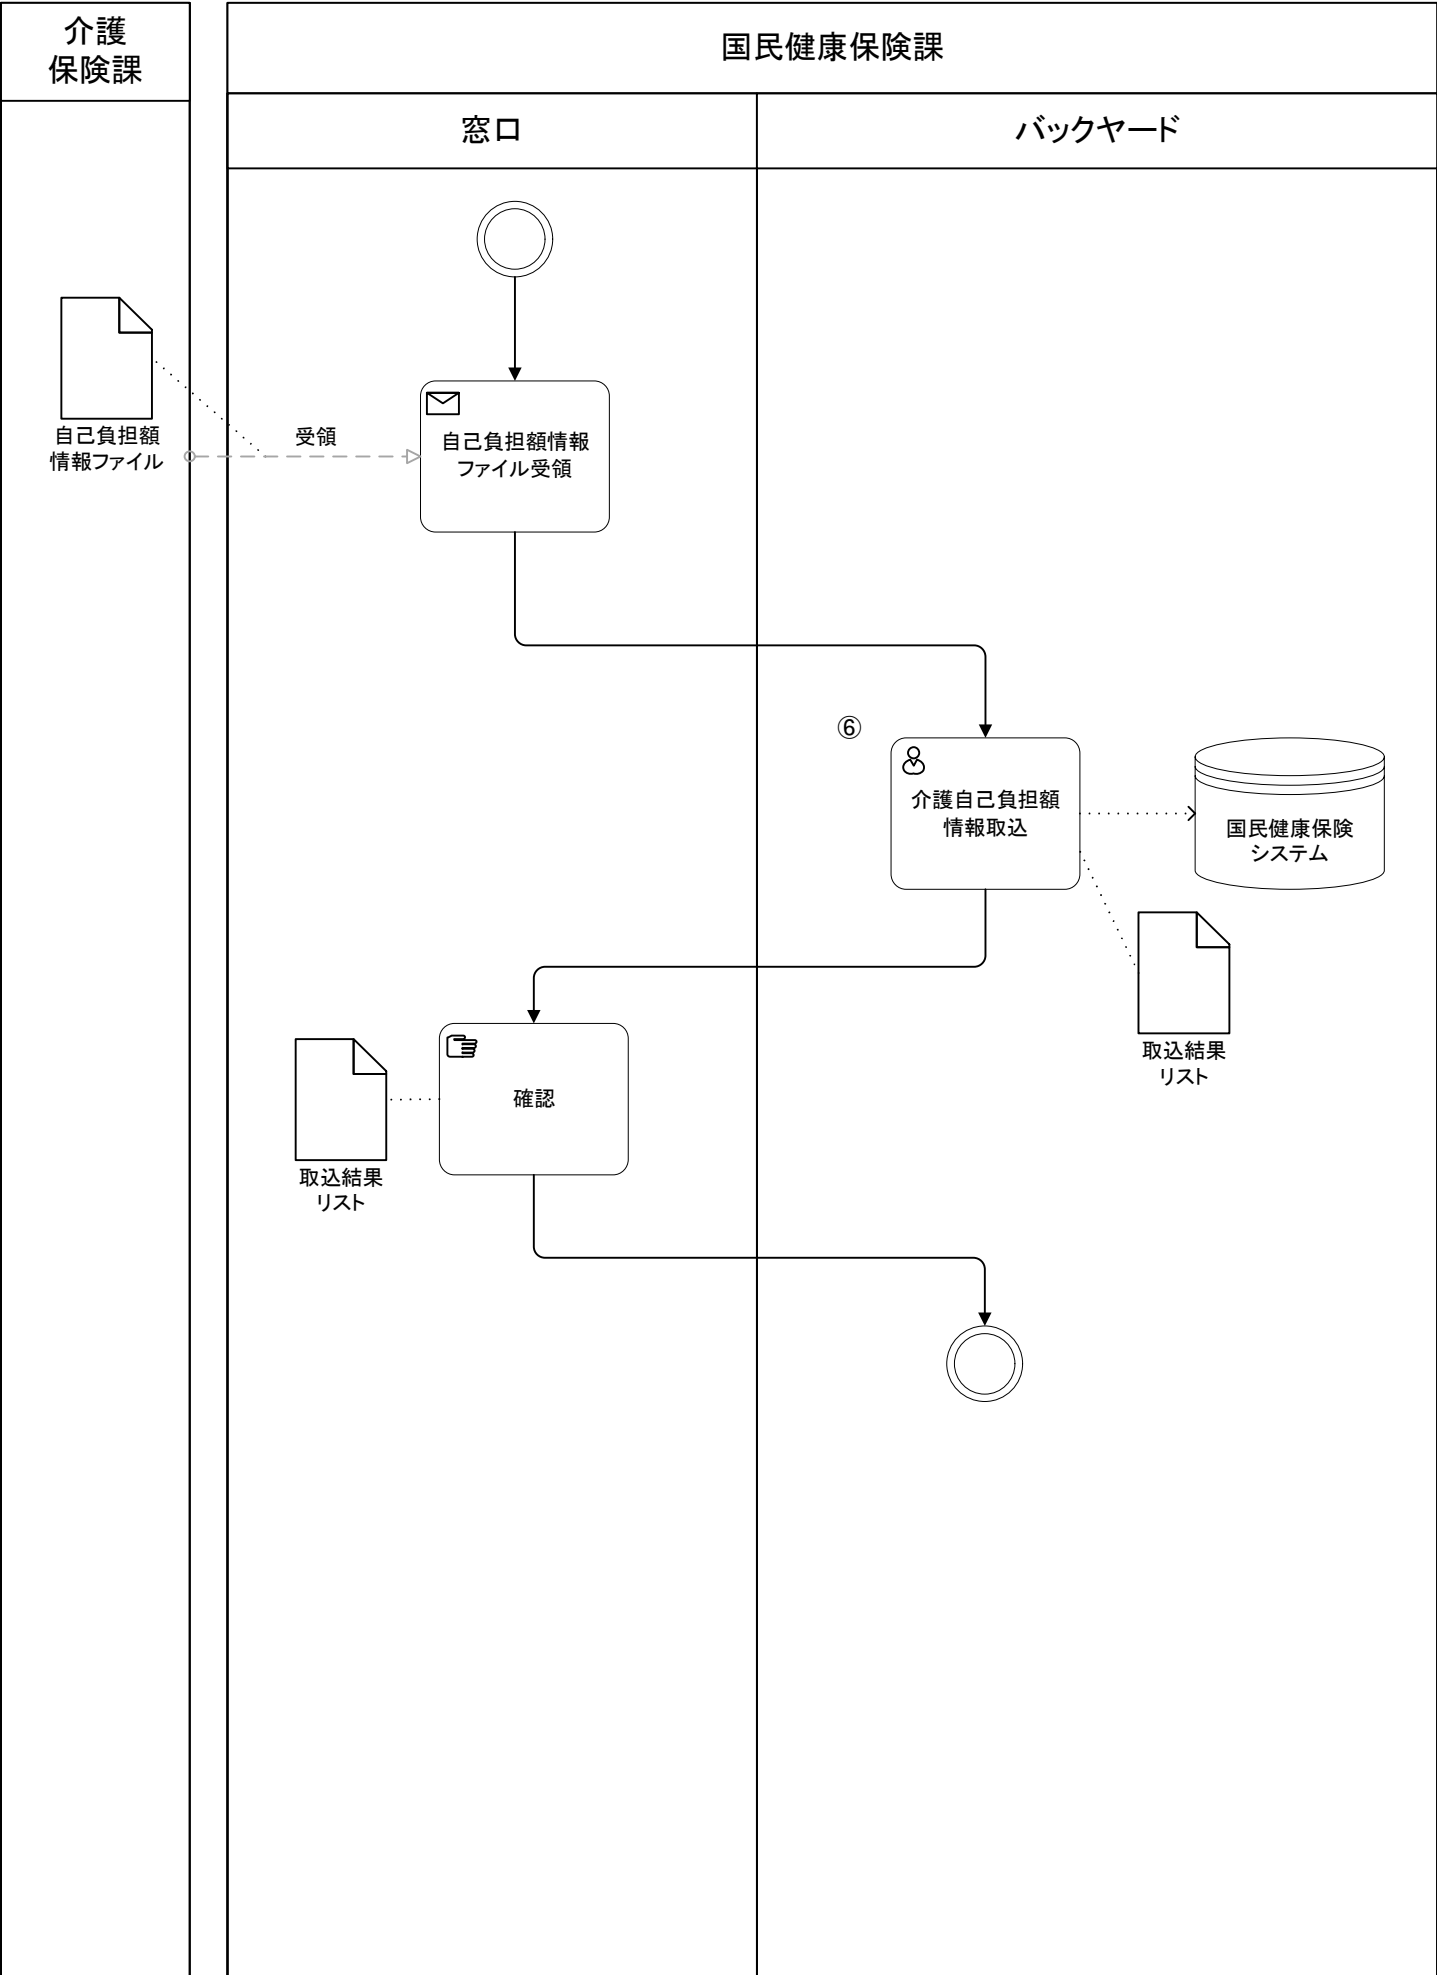 介護
保険課
国民健康保険課
窓口
バックヤード
自己負担額
情報ファイル
受領
自己負担額情報
ファイル受領
⑥
介護自己負担額
情報取込
国民健康保険
システム
取込結果
リスト
確認
取込結果
リスト